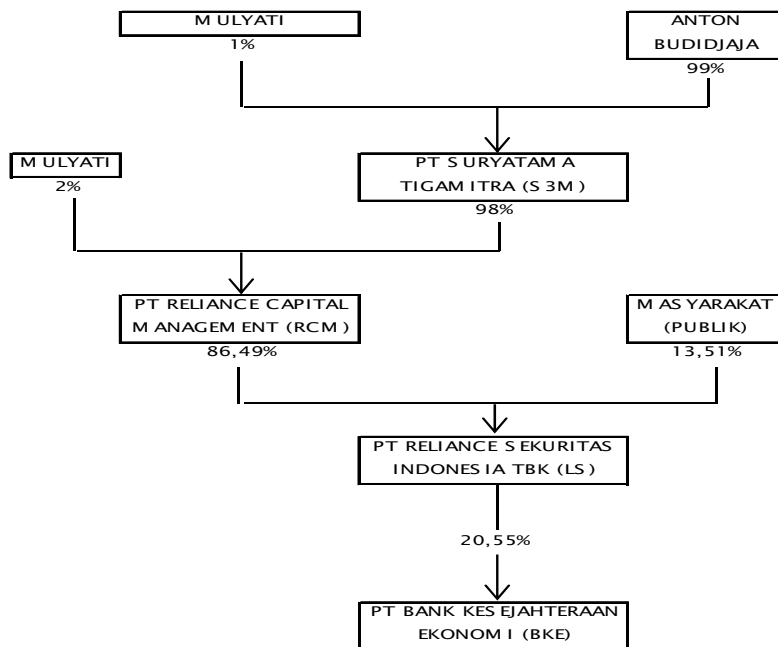 MULYATI
1%
ANTON
BUDIDJAJA
99%
MULYATI
2%
PT SURYATAMA
TIGAMITRA (S3M)
98%
PT RELIANCE CAPITAL
MANAGEMENT (RCM)
86,49%
MASYARAKAT
(PUBLIK)
13,51%
PT RELIANCE SEKURITAS
INDONESIA TBK (LS)
20,55%
PT BANK KESEJAHTERAAN
EKONOMI (BKE)